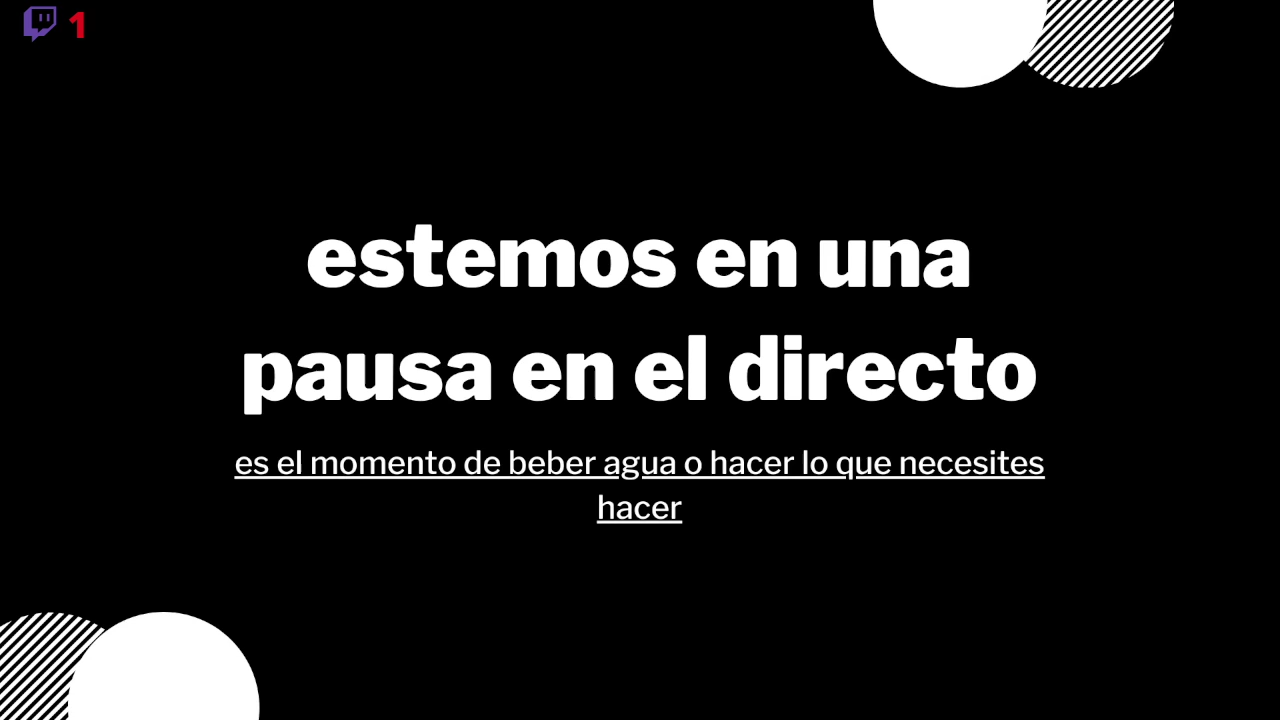 1
estemos en una
pausa en el directo
es el momento de beber agua o hacer lo que necesites
hacer